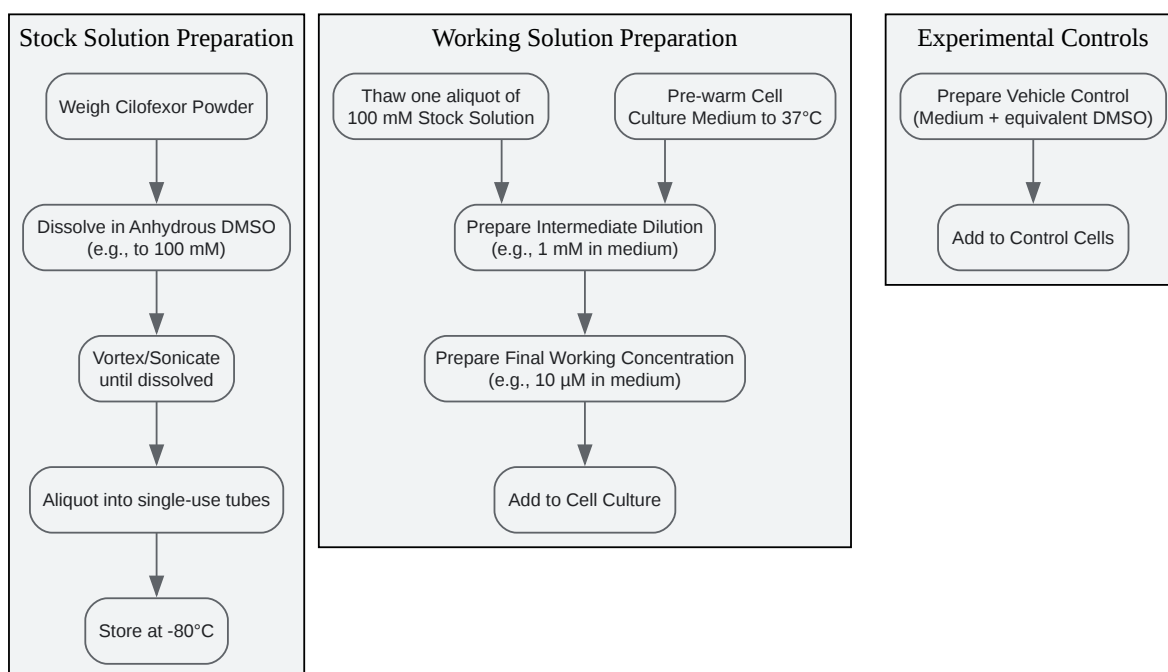 Stock Solution Preparation
Weigh Cilofexor Powder
Dissolve in Anhydrous DMSO
(e.g., to 100 mM)
Vortex/Sonicate
until dissolved
Aliquot into single-use tubes
Store at -80°C
Working Solution Preparation
Thaw one aliquot of
100 mM Stock Solution
Pre-warm Cell
Culture Medium to 37°C
Prepare Intermediate Dilution
(e.g., 1 mM in medium)
Prepare Final Working Concentration
(e.g., 10 µM in medium)
Add to Cell Culture
Experimental Controls
Prepare Vehicle Control
(Medium + equivalent DMSO)
Add to Control Cells